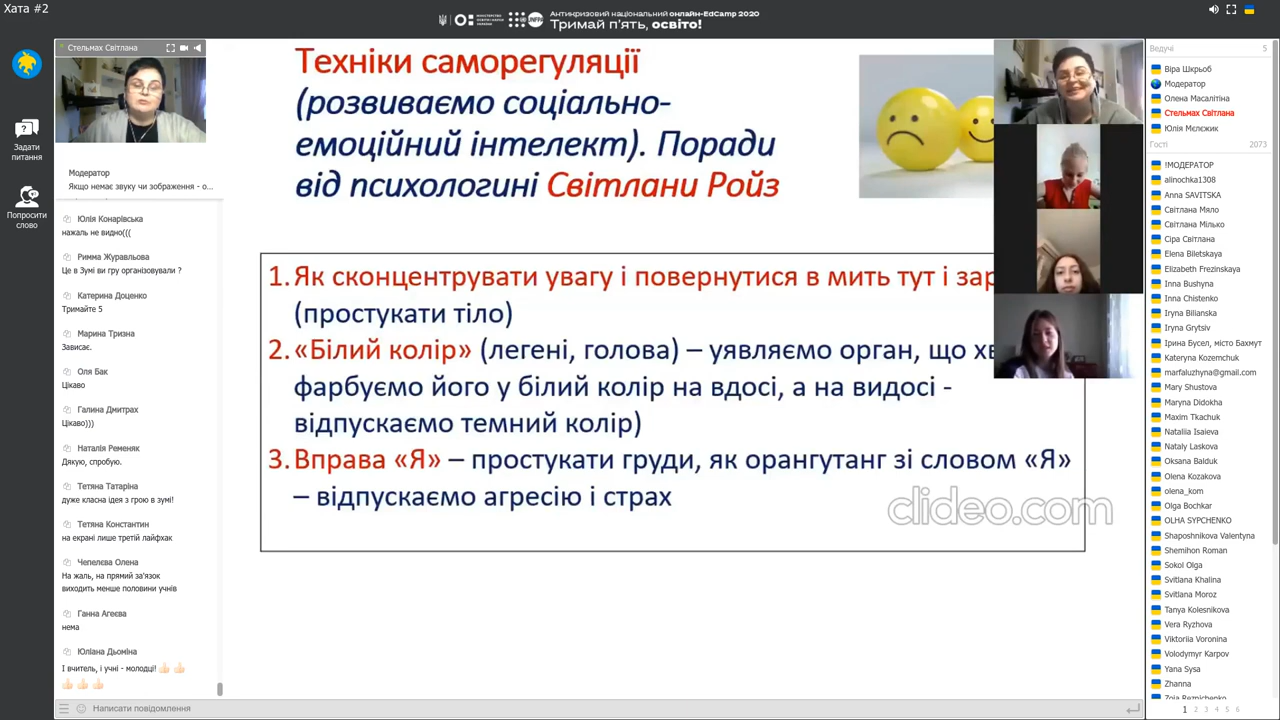 Хата #2
МІНІСТЕРСТВО
ОСВІТИ І НАУКИ
УКРАЇНИ
Антикризовий національний онлайн-EdCamp 2020
Тримай п'ять, освіто!
Задати
питання
Попросити
слово
Стельмах Світлана
Модератор
Якщо немає звуку чи зображення - о...
Юлія Конарівська
нажаль не видно(((
Римма Журавльова
Це в Зумі ви гру організовували ?
Катерина Доценко
Тримайте 5
Марина Тризна
Зависає.
Оля Бак
Цікаво
Галина Дмитрах
Цікаво)))
Наталія Ременяк
Дякую, спробую.
Тетяна Татаріна
дуже класна ідея з грою в зумі!
Тетяна Константин
на екрані лише третій лайфхак
Чепелєва Олена
На жаль, на прямий за'язок
виходить менше половини учнів
Ганна Агеєва
нема
Юліана Дьоміна
І вчитель, і учні - молодці!
Написати повідомлення
Техніки саморегуляції
(розвиваємо соціально-
емоційний інтелект). Поради
від психологині Світлани Ройз
1. Як сконцентрувати увагу і повернутися в мить тут і зар
(простукати тіло)
2. «Білий колір» (легені, голова) – уявляємо орган, що хв
фарбуємо його у білий колір на вдосі, а на видосі -
відпускаємо темний колір)
3. Вправа «Я» – простукати груди, як орангутанг зі словом «Я»
– відпускаємо агресію і страх
clideo.com
Ведучі 5
Віра Шкрьоб
Модератор
Олена Масалітіна
Стельмах Світлана
Юлія Мєлєжик
Гості 2073
!МОДЕРАТОР
alinochka1308
Anna SAVITSKA
Світлана Мяло
Світлана Мілько
Сіра Світлана
Elena Biletskaya
Elizabeth Frezinskaya
Inna Bushyna
Inna Chistenko
Iryna Bilianska
Iryna Grytsiv
Ірина Бусел, місто Бахмут
Kateryna Kozemchuk
marfaluzhyna@gmail.com
Mary Shustova
Maryna Didokha
Maxim Tkachuk
Nataliia Isaieva
Nataly Laskova
Oksana Balduk
Olena Kozakova
olena_kom
Olga Bochkar
OLHA SYPCHENKO
Shaposhnikova Valentyna
Shemihon Roman
Sokol Olga
Svitlana Khalina
Svitlana Moroz
Tanya Kolesnikova
Vera Ryzhova
Viktoriia Voronina
Volodymyr Karpov
Yana Sysa
Zhanna
Zoia Reznichenko
1 2 3 4 5 6